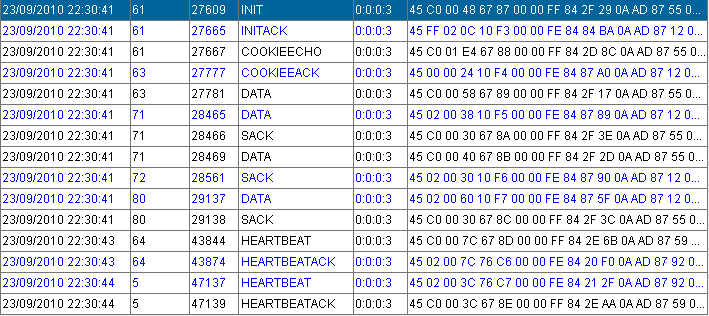 23/09/2010 22:30:41 61 27609 INIT 0:0:0:3 45 C0 00 48 67 87 00 00 FF 84 2F 29 0A AD 87 55 0...
23/09/2010 22:30:41 61 27665 INITACK 0:0:0:3 45 FF 02 0C 10 F3 00 00 FE 84 84 BA 0A AD 87 12 0...
23/09/2010 22:30:41 61 27667 COOKIEECHO 0:0:0:3 45 C0 01 E4 67 88 00 00 FF 84 2D 8C 0A AD 87 55 0...
23/09/2010 22:30:41 63 27777 COOKIEEACK 0:0:0:3 45 00 00 24 10 F4 00 00 FE 84 87 A0 0A AD 87 12 0...
23/09/2010 22:30:41 63 27781 DATA 0:0:0:3 45 C0 00 58 67 89 00 00 FF 84 2F 17 0A AD 87 55 0...
23/09/2010 22:30:41 71 28465 DATA 0:0:0:3 45 02 00 38 10 F5 00 00 FE 84 87 89 0A AD 87 12 0...
23/09/2010 22:30:41 71 28466 SACK 0:0:0:3 45 C0 00 30 67 8A 00 00 FF 84 2F 3E 0A AD 87 55 0...
23/09/2010 22:30:41 71 28469 DATA 0:0:0:3 45 C0 00 40 67 8B 00 00 FF 84 2F 2D 0A AD 87 55 0...
23/09/2010 22:30:41 72 28561 SACK 0:0:0:3 45 02 00 30 10 F6 00 00 FE 84 87 90 0A AD 87 12 0...
23/09/2010 22:30:41 80 29137 DATA 0:0:0:3 45 02 00 60 10 F7 00 00 FE 84 87 5F 0A AD 87 12 0...
23/09/2010 22:30:41 80 29138 SACK 0:0:0:3 45 C0 00 30 67 8C 00 00 FF 84 2F 3C 0A AD 87 55 0...
23/09/2010 22:30:43 64 43844 HEARTBEAT 0:0:0:3 45 C0 00 7C 67 8D 00 00 FF 84 2E 6B 0A AD 87 59 ...
23/09/2010 22:30:43 64 43874 HEARTBEATACK 0:0:0:3 45 02 00 7C 76 C6 00 00 FE 84 20 F0 0A AD 87 92 0...
23/09/2010 22:30:44 5 47137 HEARTBEAT 0:0:0:3 45 02 00 3C 76 C7 00 00 FE 84 21 2F 0A AD 87 92 0...
23/09/2010 22:30:44 5 47139 HEARTBEATACK 0:0:0:3 45 C0 00 3C 67 8E 00 00 FF 84 2E AA 0A AD 87 59 ...